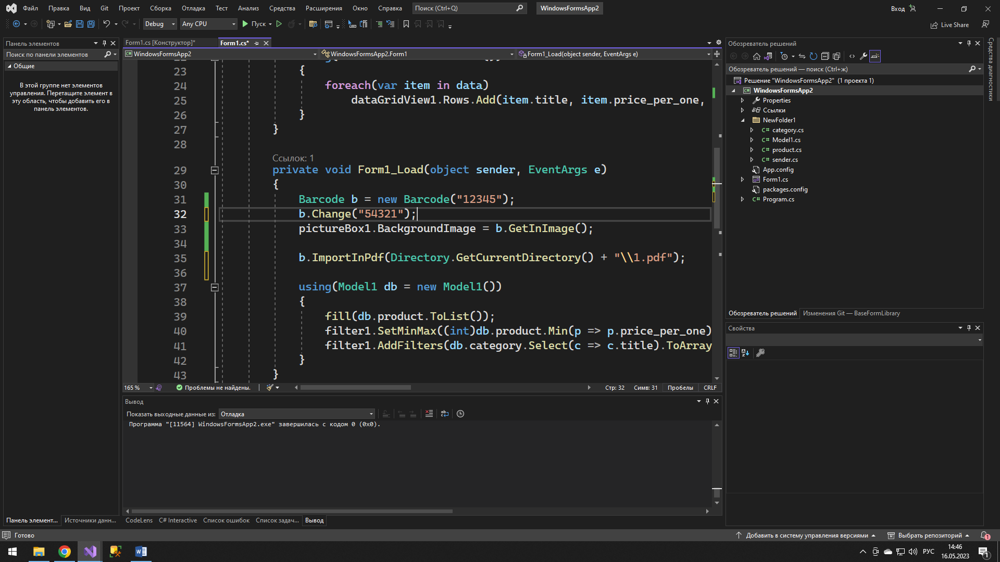 Файл Правка Вид Git Проект Сборка Отладка Тест Анализ Средства Расширения Окно Справка Поиск (Ctrl+Q) WindowsFormsApp2 Вход
Debug Any CPU Пуск Live Share
Панель элементов
Поиск по панели элементов
Общие
В этой группе нет элементов
управления. Перетащите элемент в
эту область, чтобы добавить его в
панель элементов.
Form1.cs [Конструктор]* Form1.cs*
WindowsFormsApp2 WindowsFormsApp2.Form1 Form1_Load(object sender, EventArgs e)
23 {
24 foreach(var item in data)
25 dataGridView1.Rows.Add(item.title, item.price_per_one,
26 }
27 }
28
Ссылок: 1
29 private void Form1_Load(object sender, EventArgs e)
30 {
31 Barcode b = new Barcode("12345");
32 b.Change("54321");
33 pictureBox1.BackgroundImage = b.GetInImage();
34
35 b.ImportInPdf(Directory.GetCurrentDirectory() + "\\1.pdf");
36
37 using(Model1 db = new Model1())
38 {
39 fill(db.product.ToList());
40 filter1.SetMinMax((int)db.product.Min(p => p.price_per_one)
41 filter1.AddFilters(db.category.Select(c => c.title).ToArray
42 }
43 }
165 % Проблемы не найдены. Стр: 32 Симв: 31 Пробелы CRLF
Вывод
Показать выходные данные из: Отладка
Программа "[11564] WindowsFormsApp2.exe" завершилась с кодом 0 (0x0).
Панель элемент... Источники данн... CodeLens C# Interactive Список ошибок Список задач... Вывод
Обозреватель решений
Обозреватель решений — поиск (Ctrl+ж)
Решение "WindowsFormsApp2" (1 проекта 1)
WindowsFormsApp2
Properties
Ссылки
NewFolder1
C# category.cs
C# Model1.cs
C# product.cs
C# sender.cs
App.config
Form1.cs
packages.config
C# Program.cs
Обозреватель решений Изменения Git — BaseFormLibrary
Свойства
Средства диагностики
Готово Добавить в систему управления версиями Выбрать репозиторий 1
РУС 14:46
16.05.2023 1